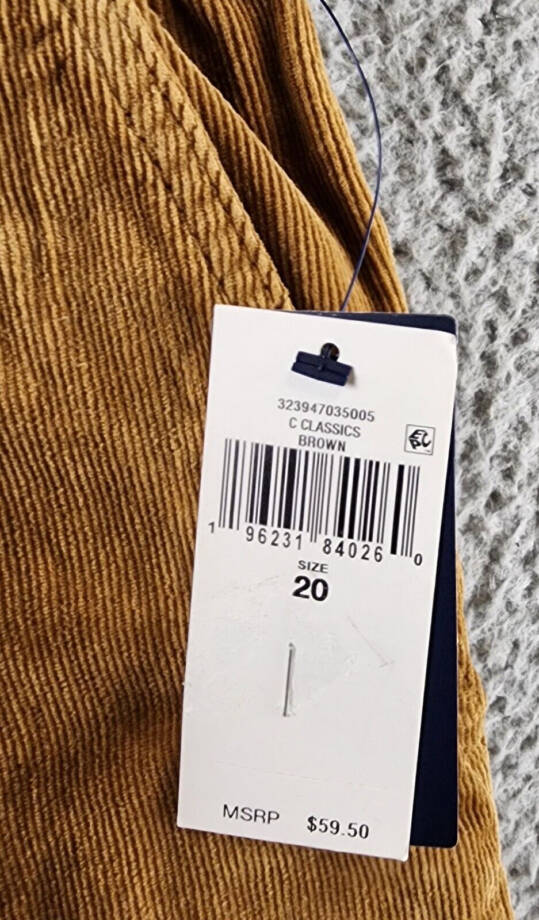 323947035005
C CLASSICS
BROWN
1 96231 84026 0
SIZE
20
MSRP $59.50